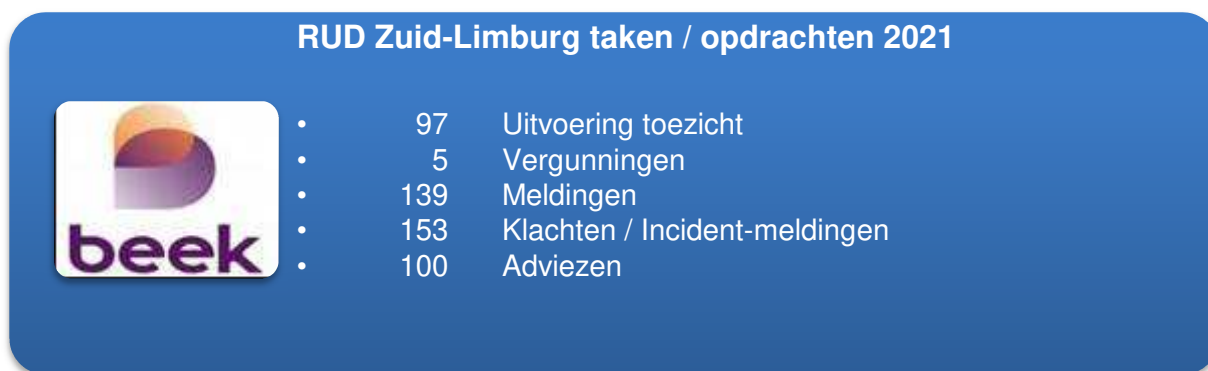 RUD Zuid-Limburg taken / opdrachten 2021
beek
• 97 Uitvoering toezicht
• 5 Vergunningen
• 139 Meldingen
• 153 Klachten / Incident-meldingen
• 100 Adviezen